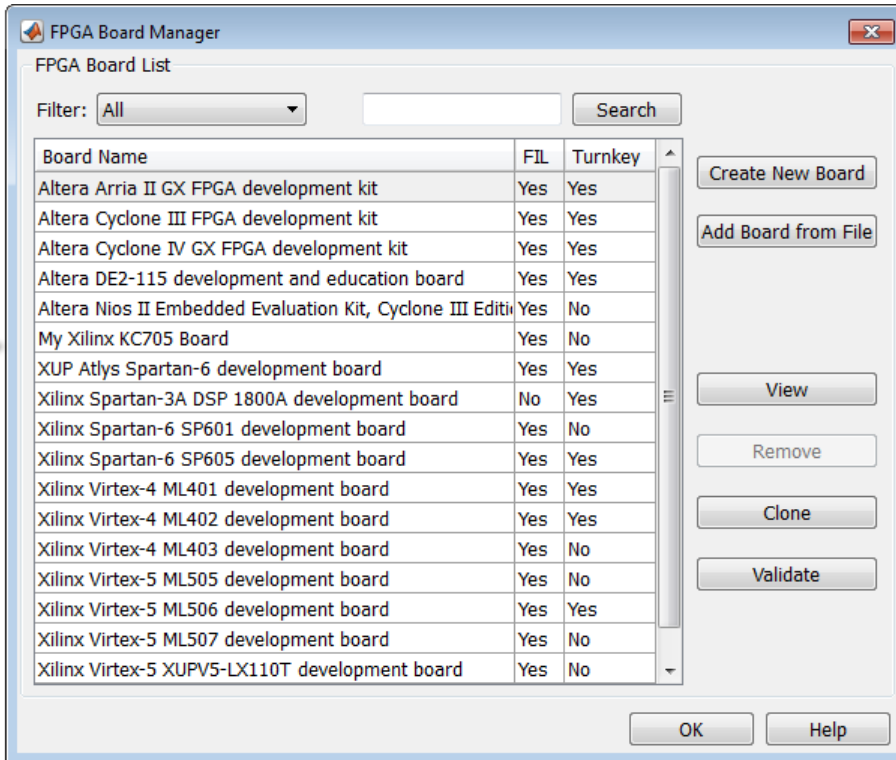 FPGA Board Manager
FPGA Board List
Filter: All Search
Board Name FIL Turnkey
Altera Arria II GX FPGA development kit Yes Yes
Altera Cyclone III FPGA development kit Yes Yes
Altera Cyclone IV GX FPGA development kit Yes Yes
Altera DE2-115 development and education board Yes Yes
Altera Nios II Embedded Evaluation Kit, Cyclone III Editi Yes No
My Xilinx KC705 Board Yes No
XUP Atlys Spartan-6 development board Yes Yes
Xilinx Spartan-3A DSP 1800A development board No Yes
Xilinx Spartan-6 SP601 development board Yes No
Xilinx Spartan-6 SP605 development board Yes Yes
Xilinx Virtex-4 ML401 development board Yes Yes
Xilinx Virtex-4 ML402 development board Yes Yes
Xilinx Virtex-4 ML403 development board Yes No
Xilinx Virtex-5 ML505 development board Yes No
Xilinx Virtex-5 ML506 development board Yes Yes
Xilinx Virtex-5 ML507 development board Yes No
Xilinx Virtex-5 XUPV5-LX110T development board Yes No
Create New Board
Add Board from File
View
Remove
Clone
Validate
OK Help